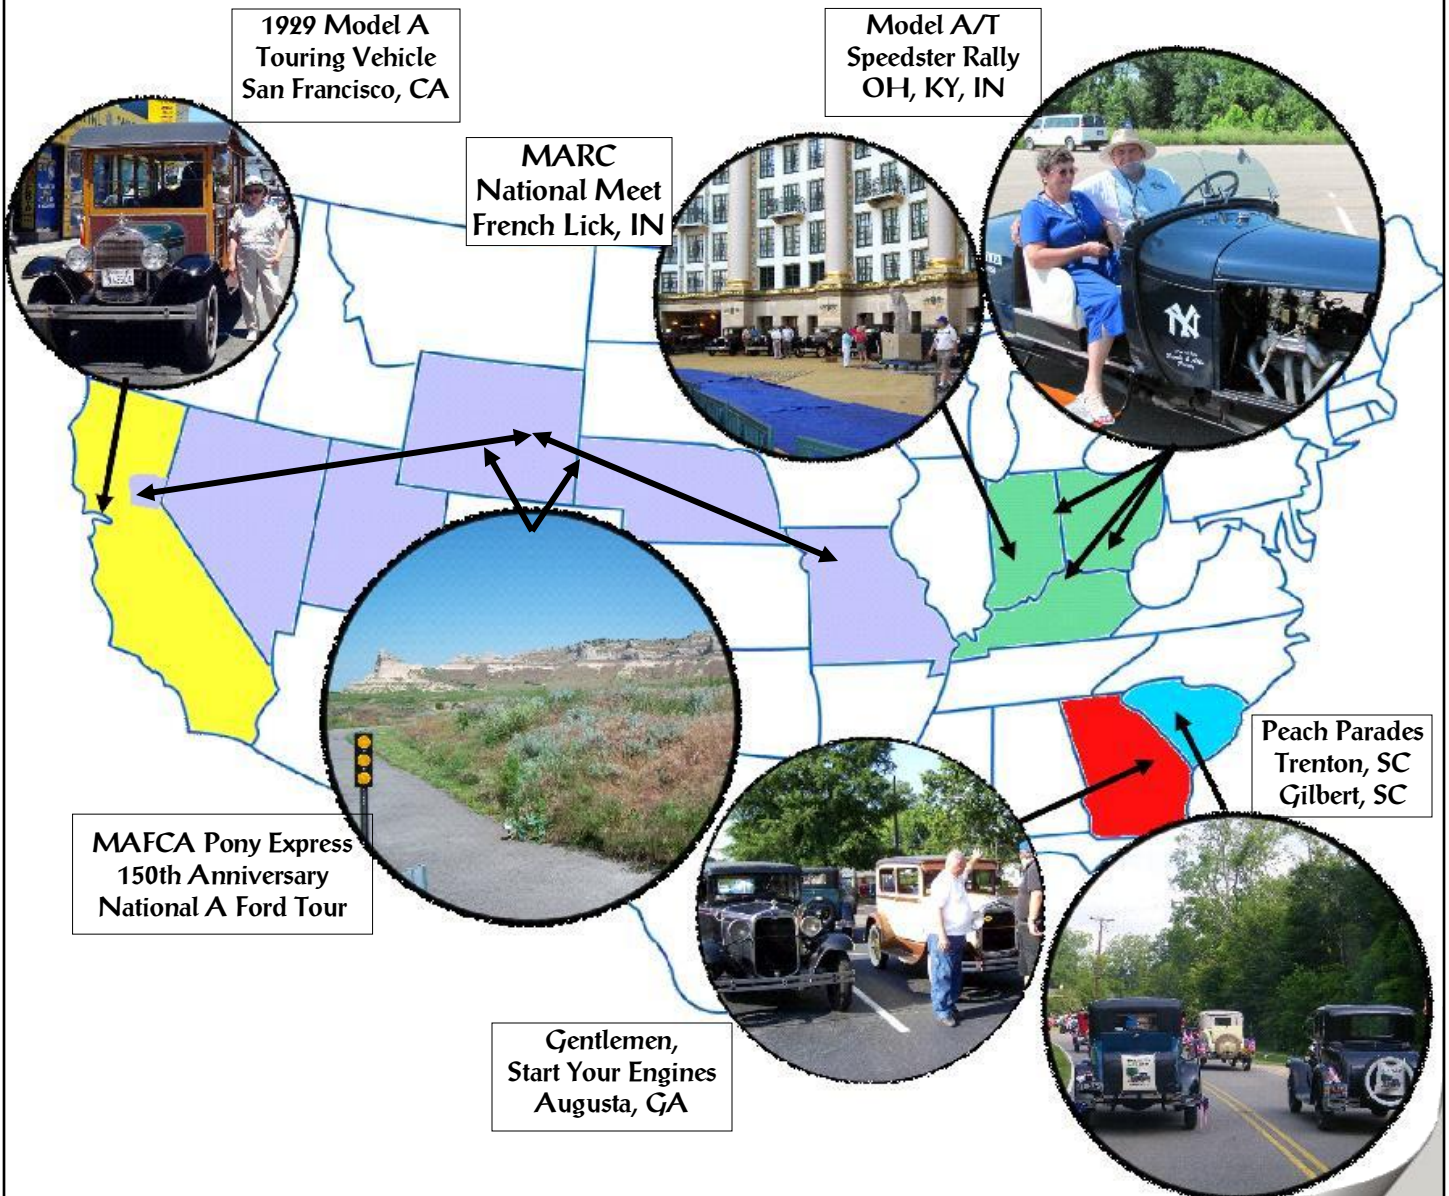 1929 Model A
Touring Vehicle
San Francisco, CA
Model A/T
Speedster Rally
OH, KY, IN
MARC
National Meet
French Lick, IN
NY
Peach Parades
Trenton, SC
Gilbert, SC
MAFCA Pony Express
150th Anniversary
National A Ford Tour
Gentlemen,
Start Your Engines
Augusta, GA